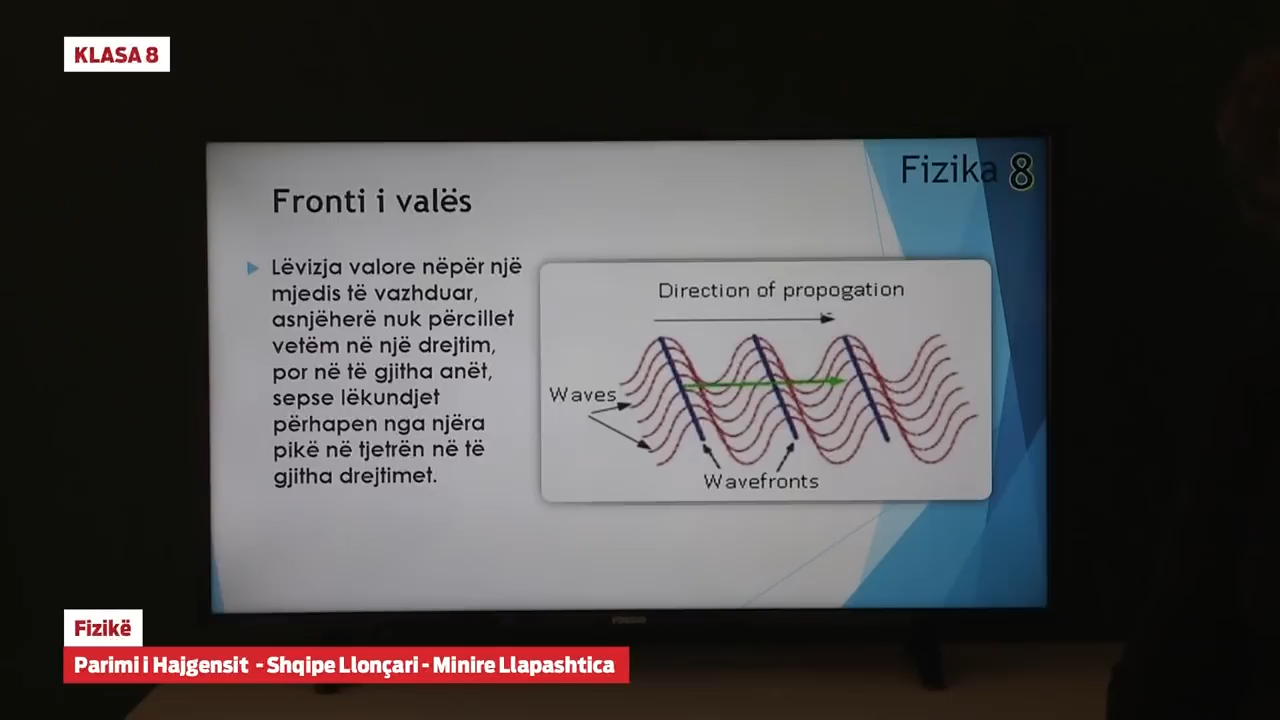 KLASA 8
Fizika 8
Fronti i valës
Lëvizja valore nëpër një
mjedis të vazhduar,
asnjëherë nuk përcillet
vetëm në një drejtim,
por në të gjitha anët,
sepse lëkundjet
përhapen nga njëra
pikë në tjetrën në të
gjitha drejtimet.
Direction of propogation
Waves
Wavefronts
Fizikë
Parimi i Hajgensit - Shqipe Llonçari - Minire Llapashtica